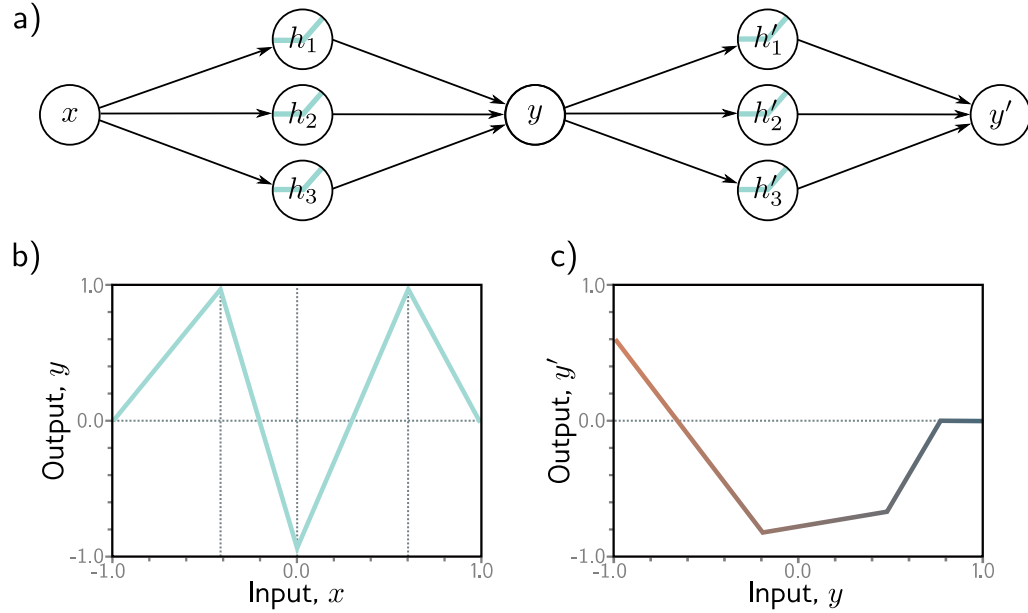 a)
x
h₁
h₂
h₃
y
h′₁
h′₂
h′₃
y′
b)
1.0
0.0
-1.0
-1.0 0.0 1.0
Output, y
Input, x
c)
1.0
0.0
-1.0
-1.0 0.0 1.0
Output, y′
Input, y